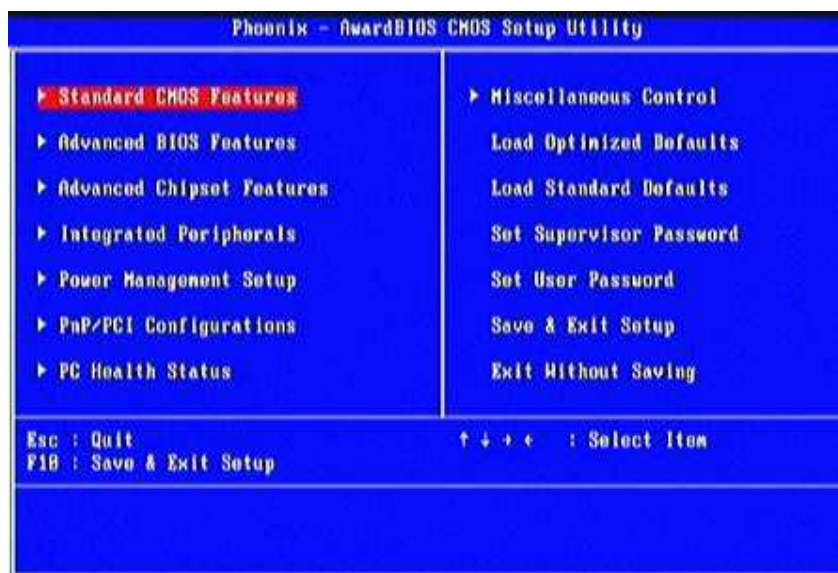 Phoenix - AwardBIOS CMOS Setup Utility
Standard CMOS Features
Advanced BIOS Features
Advanced Chipset Features
Integrated Peripherals
Power Management Setup
PnP/PCI Configurations
PC Health Status
Miscellaneous Control
Load Optimized Defaults
Load Standard Defaults
Set Supervisor Password
Set User Password
Save & Exit Setup
Exit Without Saving
Esc : Quit
F10 : Save & Exit Setup
↑ ↓ → ← : Select Item